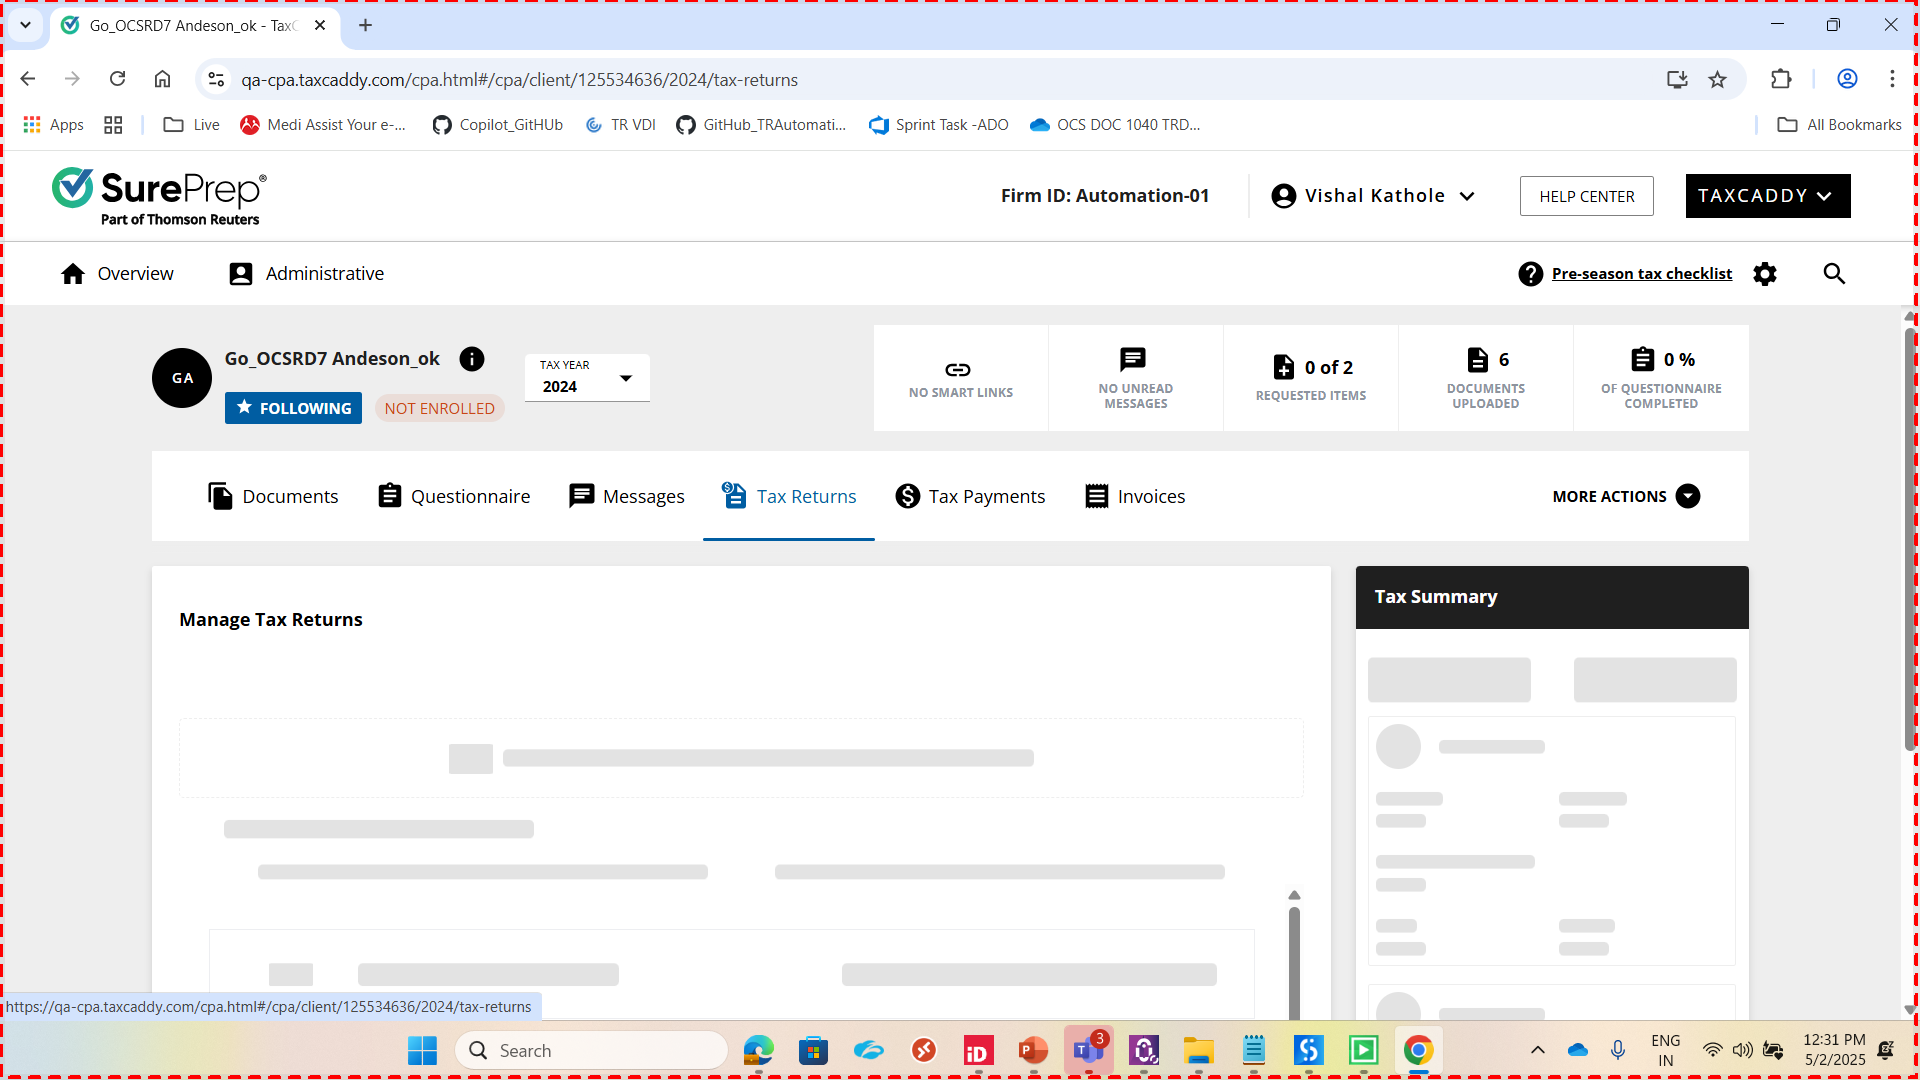 Go_OCSRD7 Andeson_ok - Tax
qa-cpa.taxcaddy.com/cpa.html#/cpa/client/125534636/2024/tax-returns
Apps
Live
Medi Assist Your e-...
Copilot_GitHUb
TR VDI
GitHub_TRAutomati...
Sprint Task -ADO
OCS DOC 1040 TRD...
All Bookmarks
SurePrep®
Part of Thomson Reuters
Firm ID: Automation-01
Vishal Kathole
HELP CENTER
TAXCADDY
Overview
Administrative
Pre-season tax checklist
GA
Go_OCSRD7 Andeson_ok
FOLLOWING
NOT ENROLLED
TAX YEAR
2024
NO SMART LINKS
NO UNREAD
MESSAGES
0 of 2
REQUESTED ITEMS
6
DOCUMENTS
UPLOADED
0 %
OF QUESTIONNAIRE
COMPLETED
Documents
Questionnaire
Messages
Tax Returns
Tax Payments
Invoices
MORE ACTIONS
Manage Tax Returns
Tax Summary
https://qa-cpa.taxcaddy.com/cpa.html#/cpa/client/125534636/2024/tax-returns
Search
3
ENG
IN
12:31 PM
5/2/2025